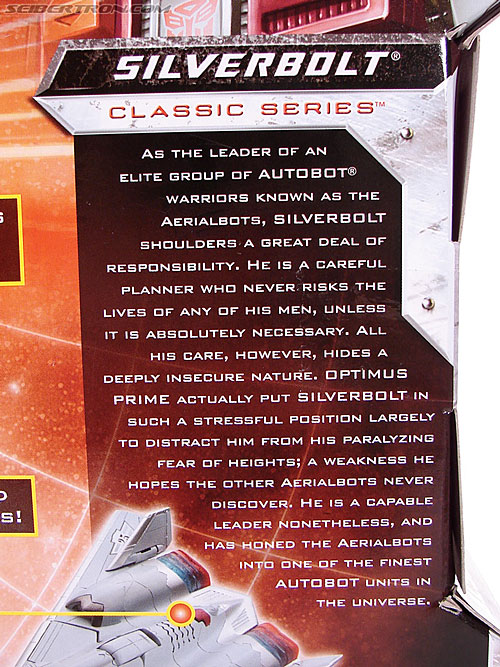 SEIBERTRON.COM
SILVERBOLT®
CLASSIC SERIES™
AS THE LEADER OF AN
ELITE GROUP OF AUTOBOT®
WARRIORS KNOWN AS THE
AERIALBOTS, SILVERBOLT
SHOULDERS A GREAT DEAL OF
RESPONSIBILITY. HE IS A CAREFUL
PLANNER WHO NEVER RISKS THE
LIVES OF ANY OF HIS MEN, UNLESS
IT IS ABSOLUTELY NECESSARY. ALL
HIS CARE, HOWEVER, HIDES A
DEEPLY INSECURE NATURE. OPTIMUS
PRIME ACTUALLY PUT SILVERBOLT IN
SUCH A STRESSFUL POSITION LARGELY
TO DISTRACT HIM FROM HIS PARALYZING
FEAR OF HEIGHTS; A WEAKNESS HE
HOPES THE OTHER AERIALBOTS NEVER
DISCOVER. HE IS A CAPABLE
LEADER NONETHELESS, AND
HAS HONED THE AERIALBOTS
INTO ONE OF THE FINEST
AUTOBOT UNITS IN
THE UNIVERSE.